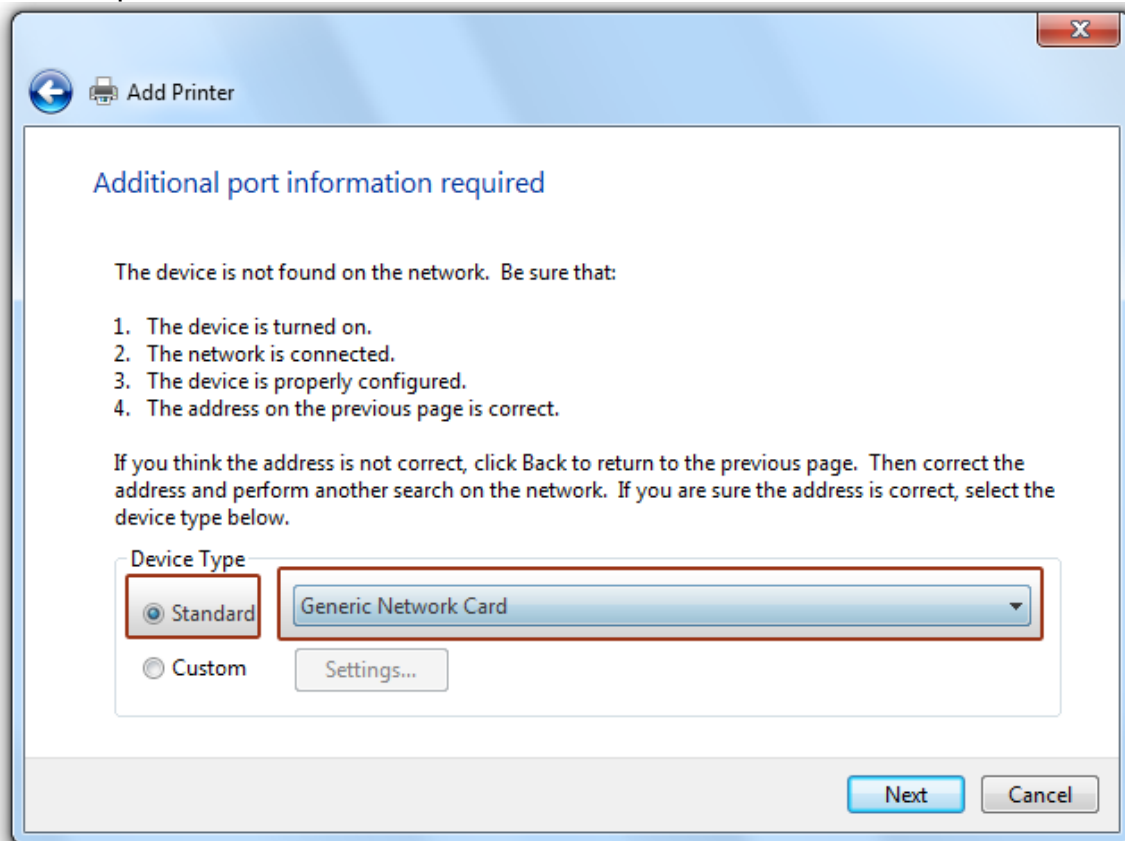 Add Printer
Additional port information required
The device is not found on the network. Be sure that:
1. The device is turned on.
2. The network is connected.
3. The device is properly configured.
4. The address on the previous page is correct.
If you think the address is not correct, click Back to return to the previous page. Then correct the
address and perform another search on the network. If you are sure the address is correct, select the
device type below.
Device Type
Standard
Generic Network Card
Custom
Settings...
Next
Cancel